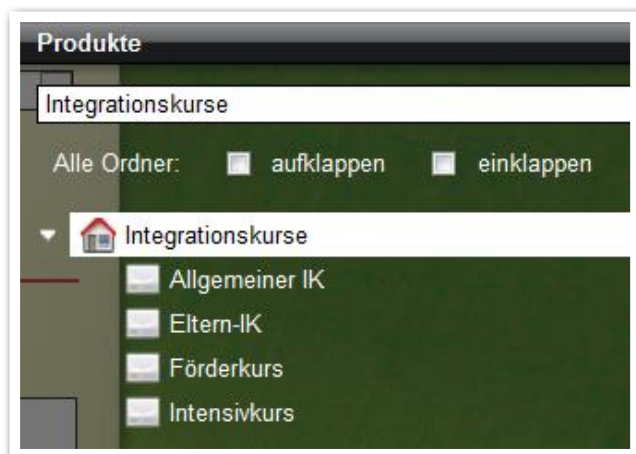 Produkte
Integrationskurse
Alle Ordner: aufklappen einklappen
Integrationskurse
Allgemeiner IK
Eltern-IK
Förderkurs
Intensivkurs